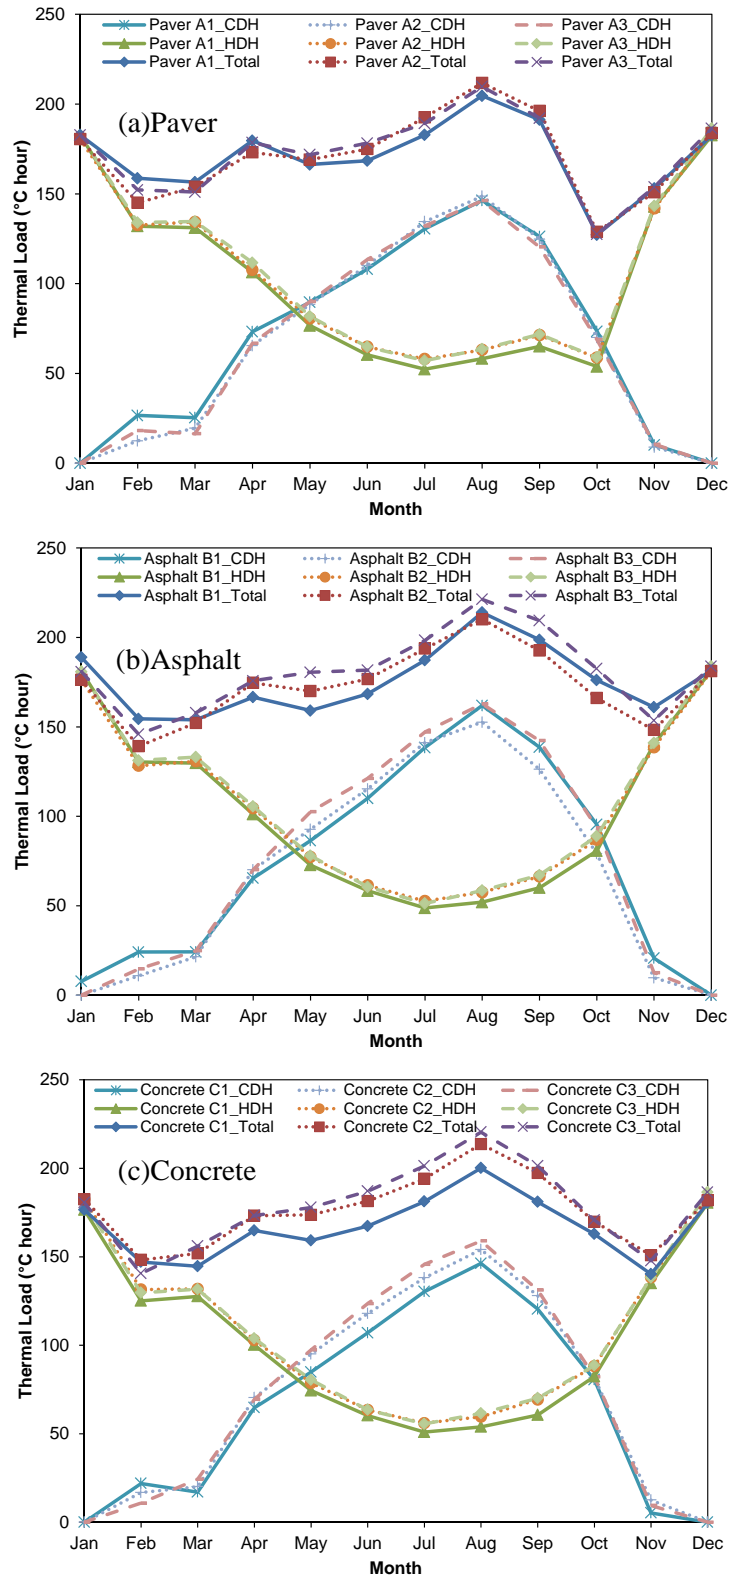 Paver A1_CDH Paver A2_CDH Paver A3_CDH
Paver A1_HDH Paver A2_HDH Paver A3_HDH
Paver A1_Total Paver A2_Total Paver A3_Total
(a)Paver
Thermal Load (°C hour)
250
200
150
100
50
0
Jan Feb Mar Apr May Jun Jul Aug Sep Oct Nov Dec
Month
Asphalt B1_CDH Asphalt B2_CDH Asphalt B3_CDH
Asphalt B1_HDH Asphalt B2_HDH Asphalt B3_HDH
Asphalt B1_Total Asphalt B2_Total Asphalt B3_Total
(b)Asphalt
Thermal Load (°C hour)
250
200
150
100
50
0
Jan Feb Mar Apr May Jun Jul Aug Sep Oct Nov Dec
Month
Concrete C1_CDH Concrete C2_CDH Concrete C3_CDH
Concrete C1_HDH Concrete C2_HDH Concrete C3_HDH
Concrete C1_Total Concrete C2_Total Concrete C3_Total
(c)Concrete
Thermal Load (°C hour)
250
200
150
100
50
0
Jan Feb Mar Apr May Jun Jul Aug Sep Oct Nov Dec
Month